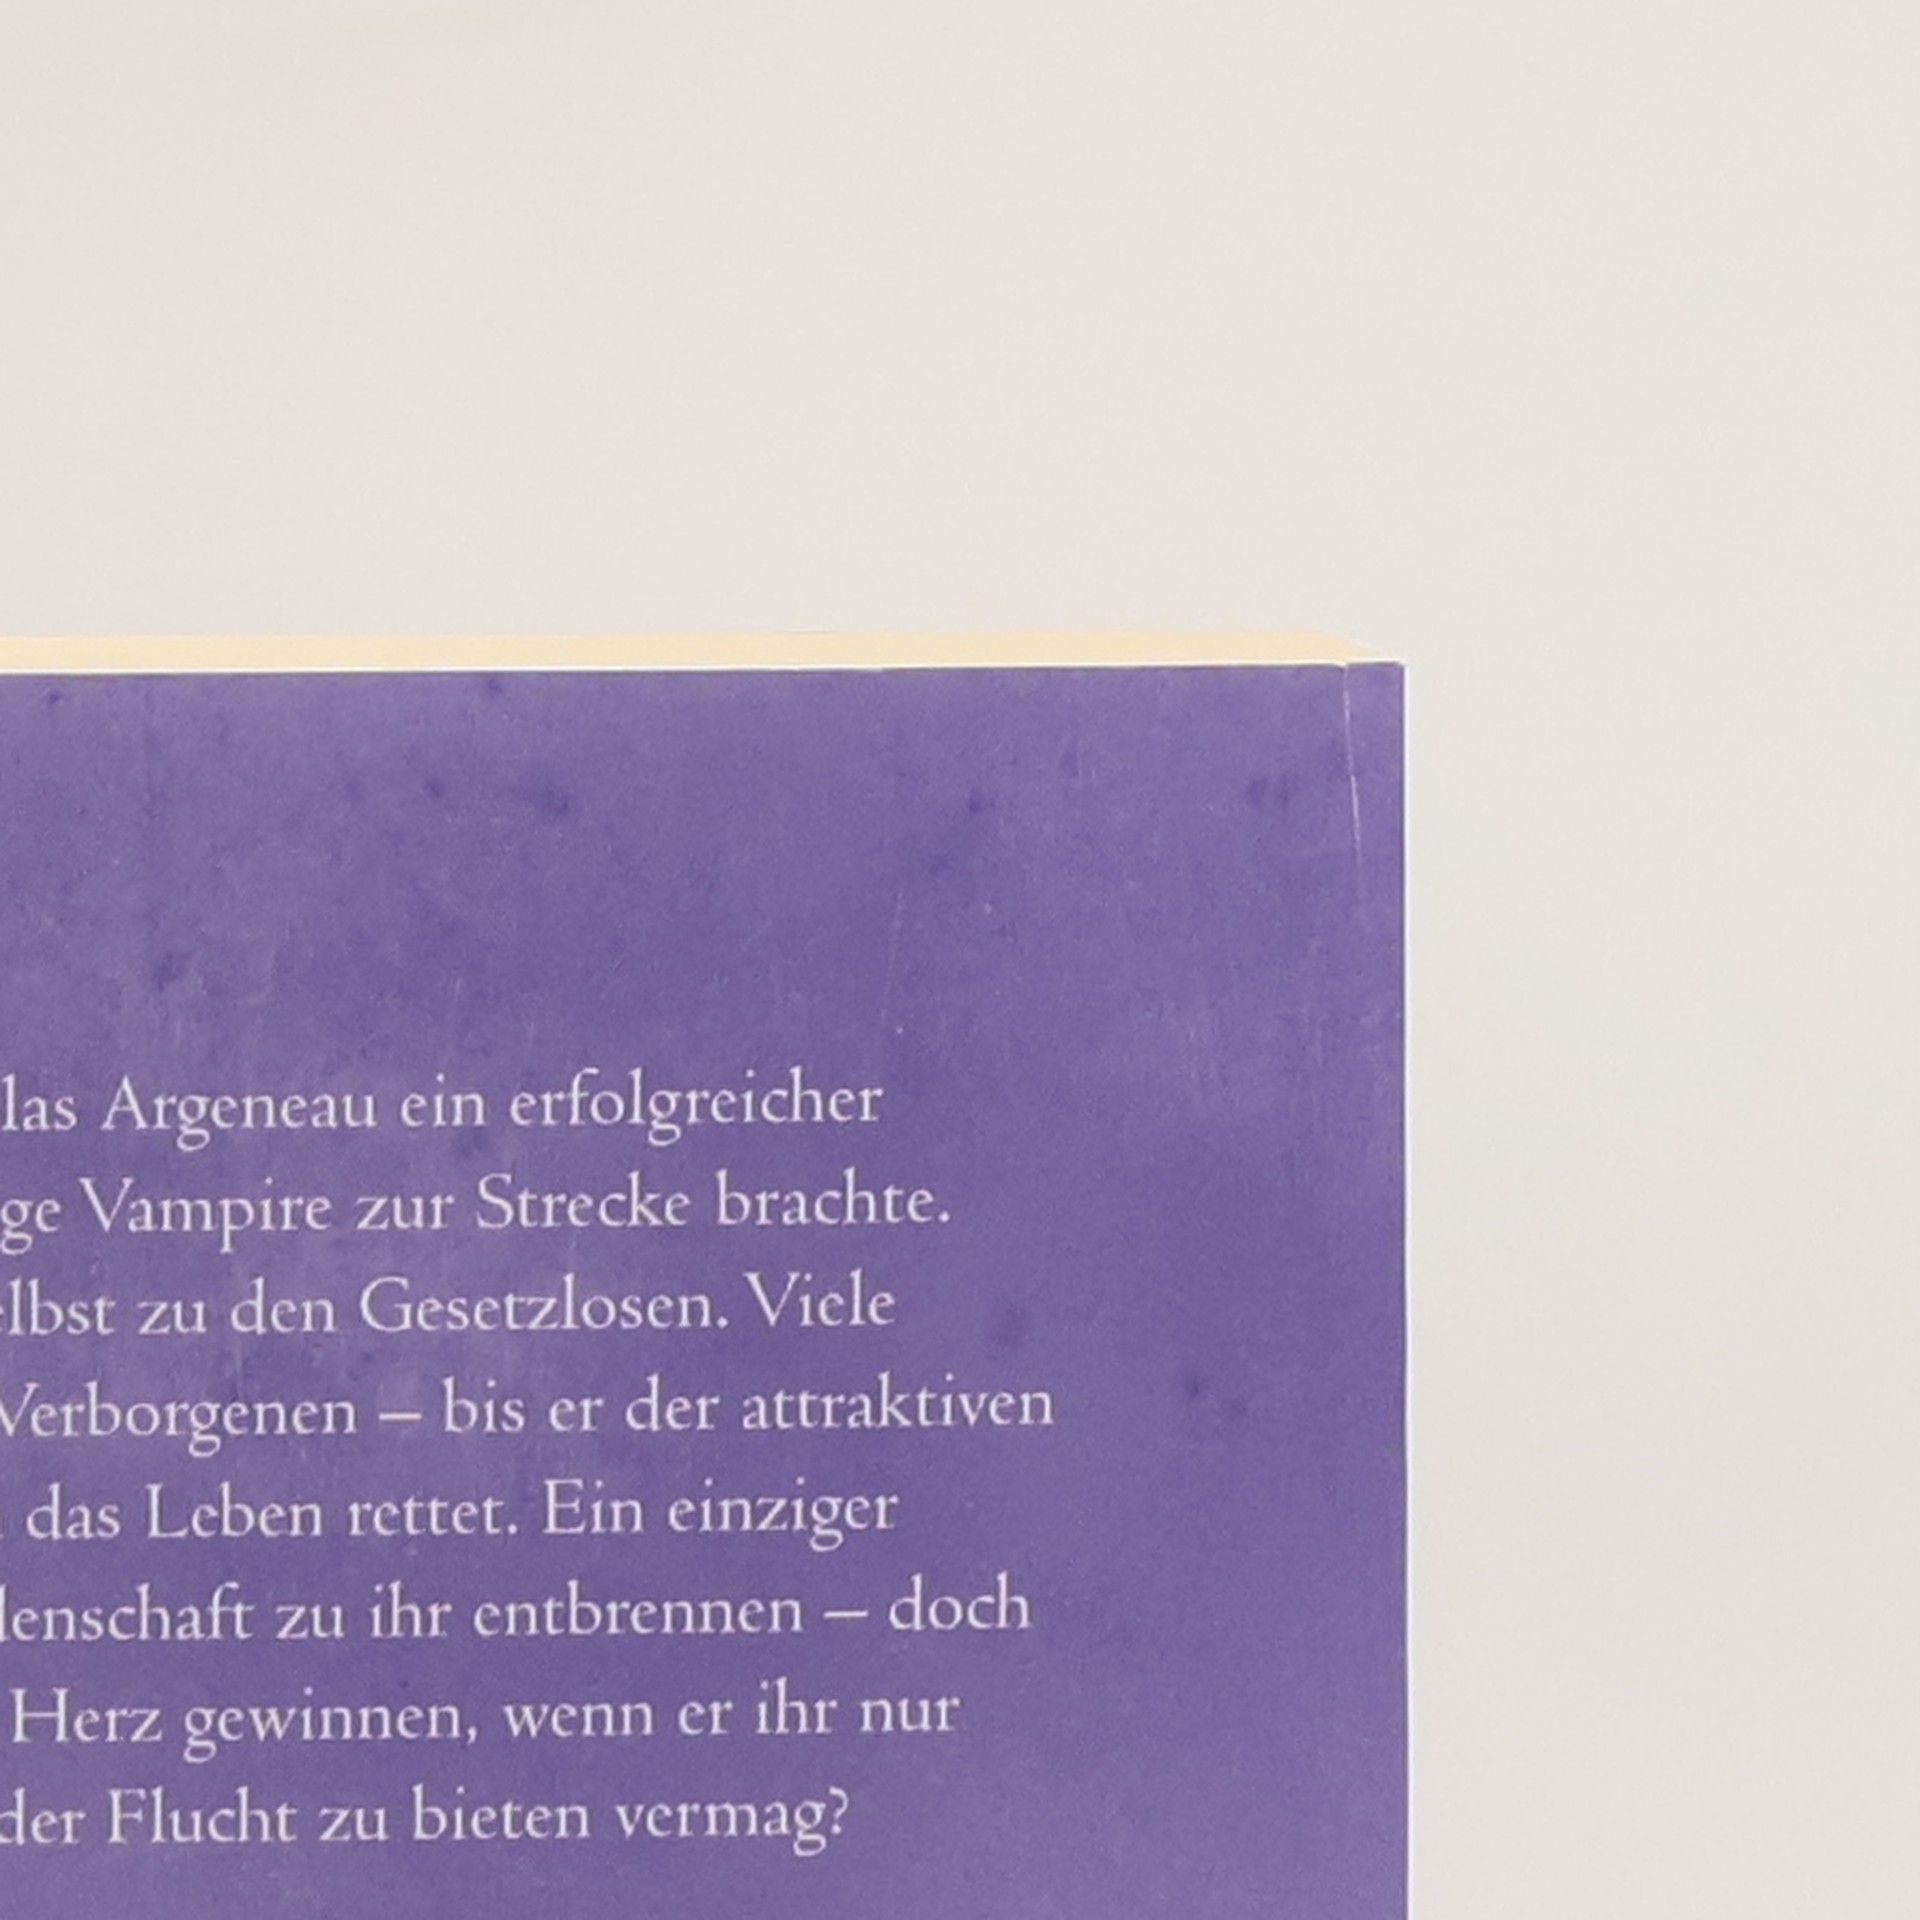 las Argeneau ein erfolgreicher
ge Vampire zur Strecke brachte.
elbst zu den Gesetzlosen. Viele
Verborgenen – bis er der attraktiven
das Leben rettet. Ein einziger
lenschaft zu ihr entbrennen – doch
Herz gewinnen, wenn er ihr nur
der Flucht zu bieten vermag?